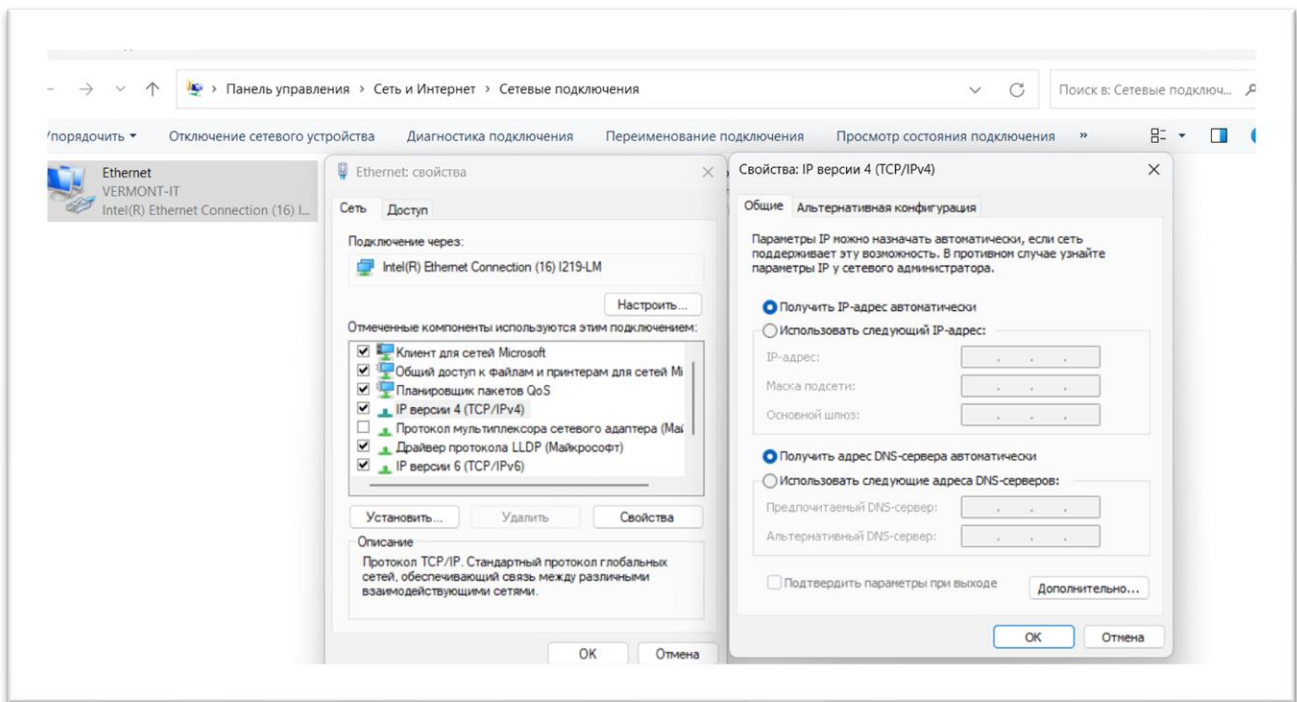 Панель управления > Сеть и Интернет > Сетевые подключения
Поиск в: Сетевые подключ...
Упорядочить Отключение сетевого устройства Диагностика подключения Переименование подключения Просмотр состояния подключения »
Ethernet
VERMONT-IT
Intel(R) Ethernet Connection (16) I...
Ethernet: свойства
Сеть Доступ
Подключение через:
Intel(R) Ethernet Connection (16) I219-LM
Настроить...
Отмеченные компоненты используются этим подключением:
Клиент для сетей Microsoft
Общий доступ к файлам и принтерам для сетей Mi
Планировщик пакетов QoS
IP версии 4 (TCP/IPv4)
Протокол мультиплексора сетевого адаптера (Май
Драйвер протокола LLDP (Майкрософт)
IP версии 6 (TCP/IPv6)
Установить... Удалить Свойства
Описание
Протокол TCP/IP. Стандартный протокол глобальных
сетей, обеспечивающий связь между различными
взаимодействующими сетями.
OK Отмена
Свойства: IP версии 4 (TCP/IPv4)
Общие Альтернативная конфигурация
Параметры IP можно назначать автоматически, если сеть
поддерживает эту возможность. В противном случае узнайте
параметры IP у сетевого администратора.
Получить IP-адрес автоматически
Использовать следующий IP-адрес:
IP-адрес:
Маска подсети:
Основной шлюз:
Получить адрес DNS-сервера автоматически
Использовать следующие адреса DNS-серверов:
Предпочитаемый DNS-сервер:
Альтернативный DNS-сервер:
Подтвердить параметры при выходе
Дополнительно...
OK Отмена